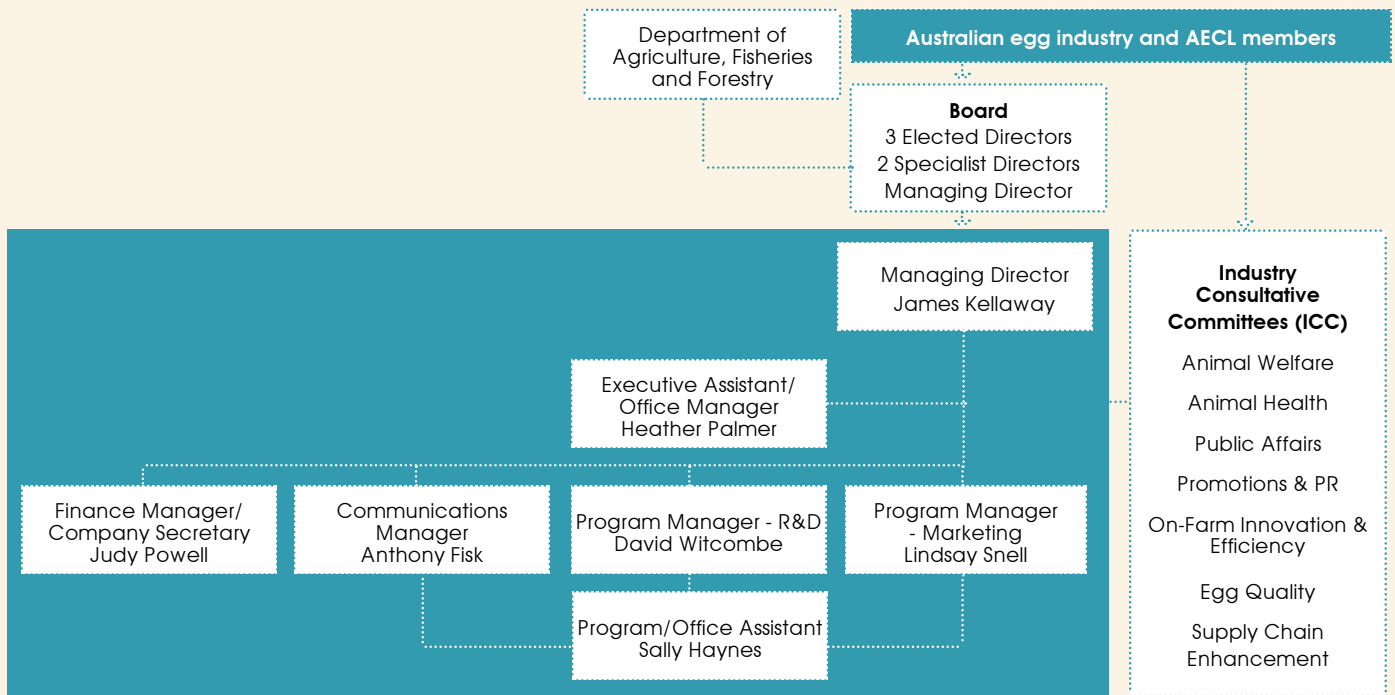 Department of
Agriculture, Fisheries
and Forestry
Australian egg industry and AECL members
Board
3 Elected Directors
2 Specialist Directors
Managing Director
Managing Director
James Kellaway
Executive Assistant/
Office Manager
Heather Palmer
Finance Manager/
Company Secretary
Judy Powell
Communications
Manager
Anthony Fisk
Program Manager - R&D
David Witcombe
Program Manager
- Marketing
Lindsay Snell
Program/Office Assistant
Sally Haynes
Industry
Consultative
Committees (ICC)
Animal Welfare
Animal Health
Public Affairs
Promotions & PR
On-Farm Innovation &
Efficiency
Egg Quality
Supply Chain
Enhancement